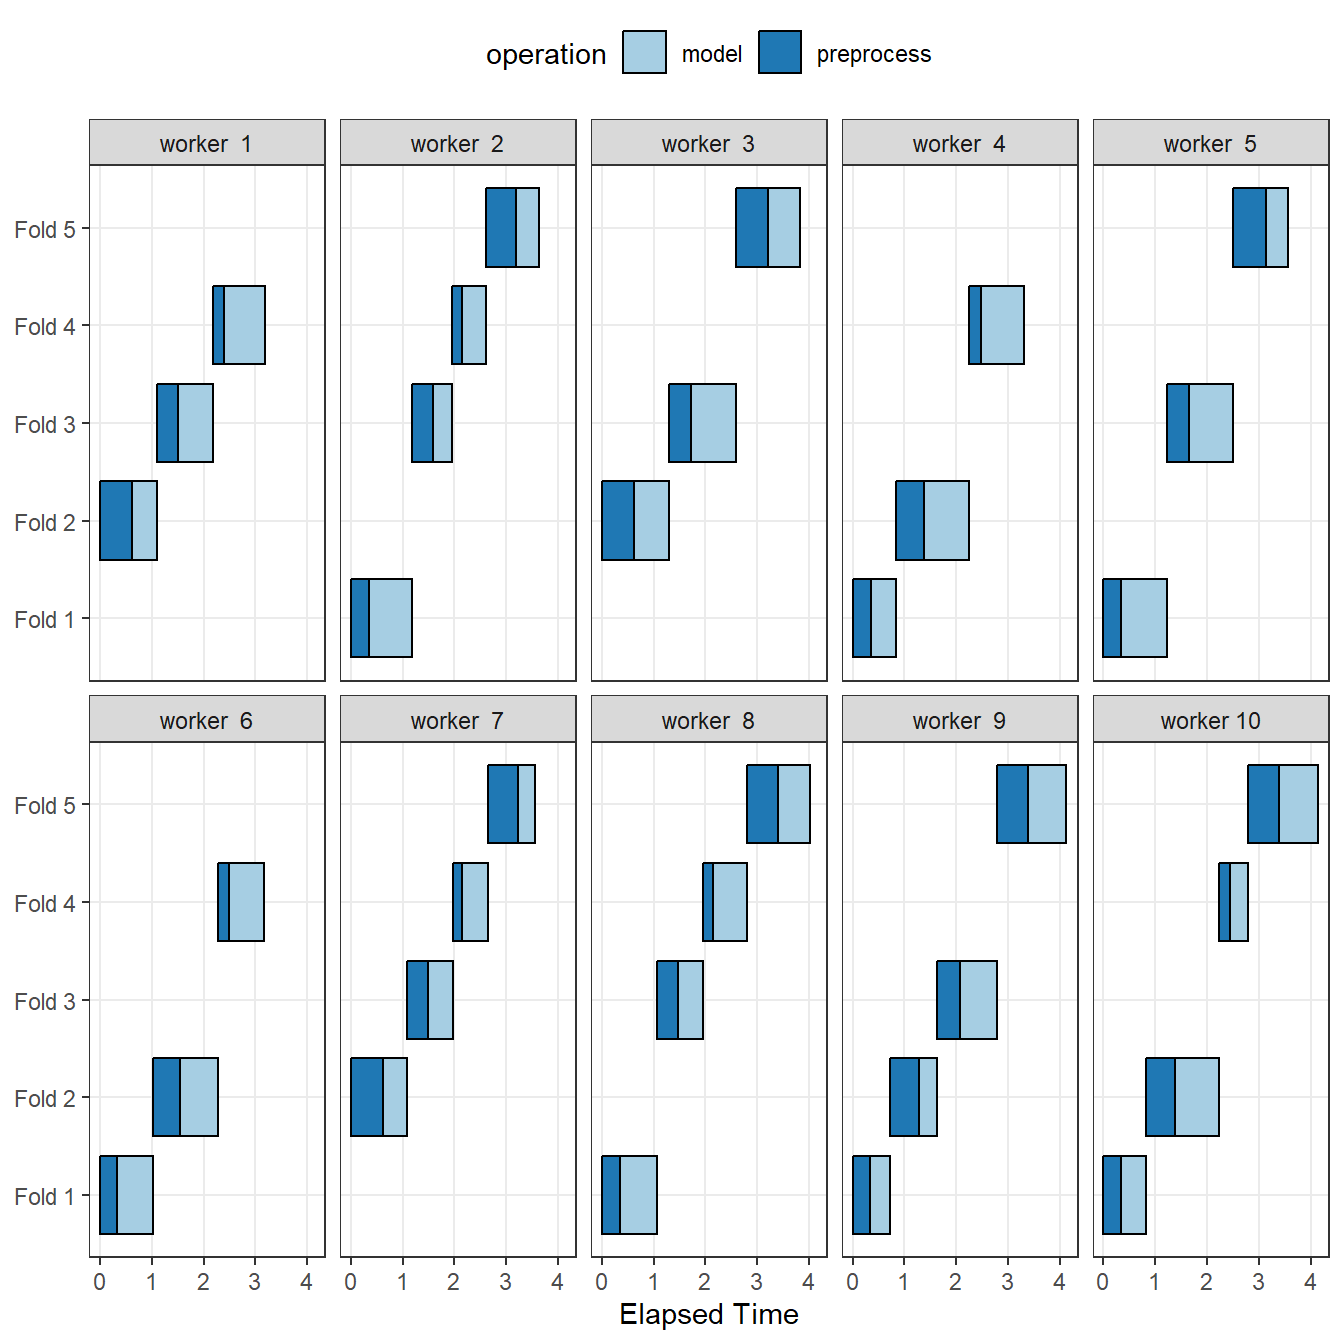 operation model preprocess
worker  1 worker  2 worker  3 worker  4 worker  5
Fold 5
Fold 4
Fold 3
Fold 2
Fold 1
worker  6 worker  7 worker  8 worker  9 worker 10
Fold 5
Fold 4
Fold 3
Fold 2
Fold 1
0 1 2 3 4 0 1 2 3 4 0 1 2 3 4 0 1 2 3 4 0 1 2 3 4
Elapsed Time